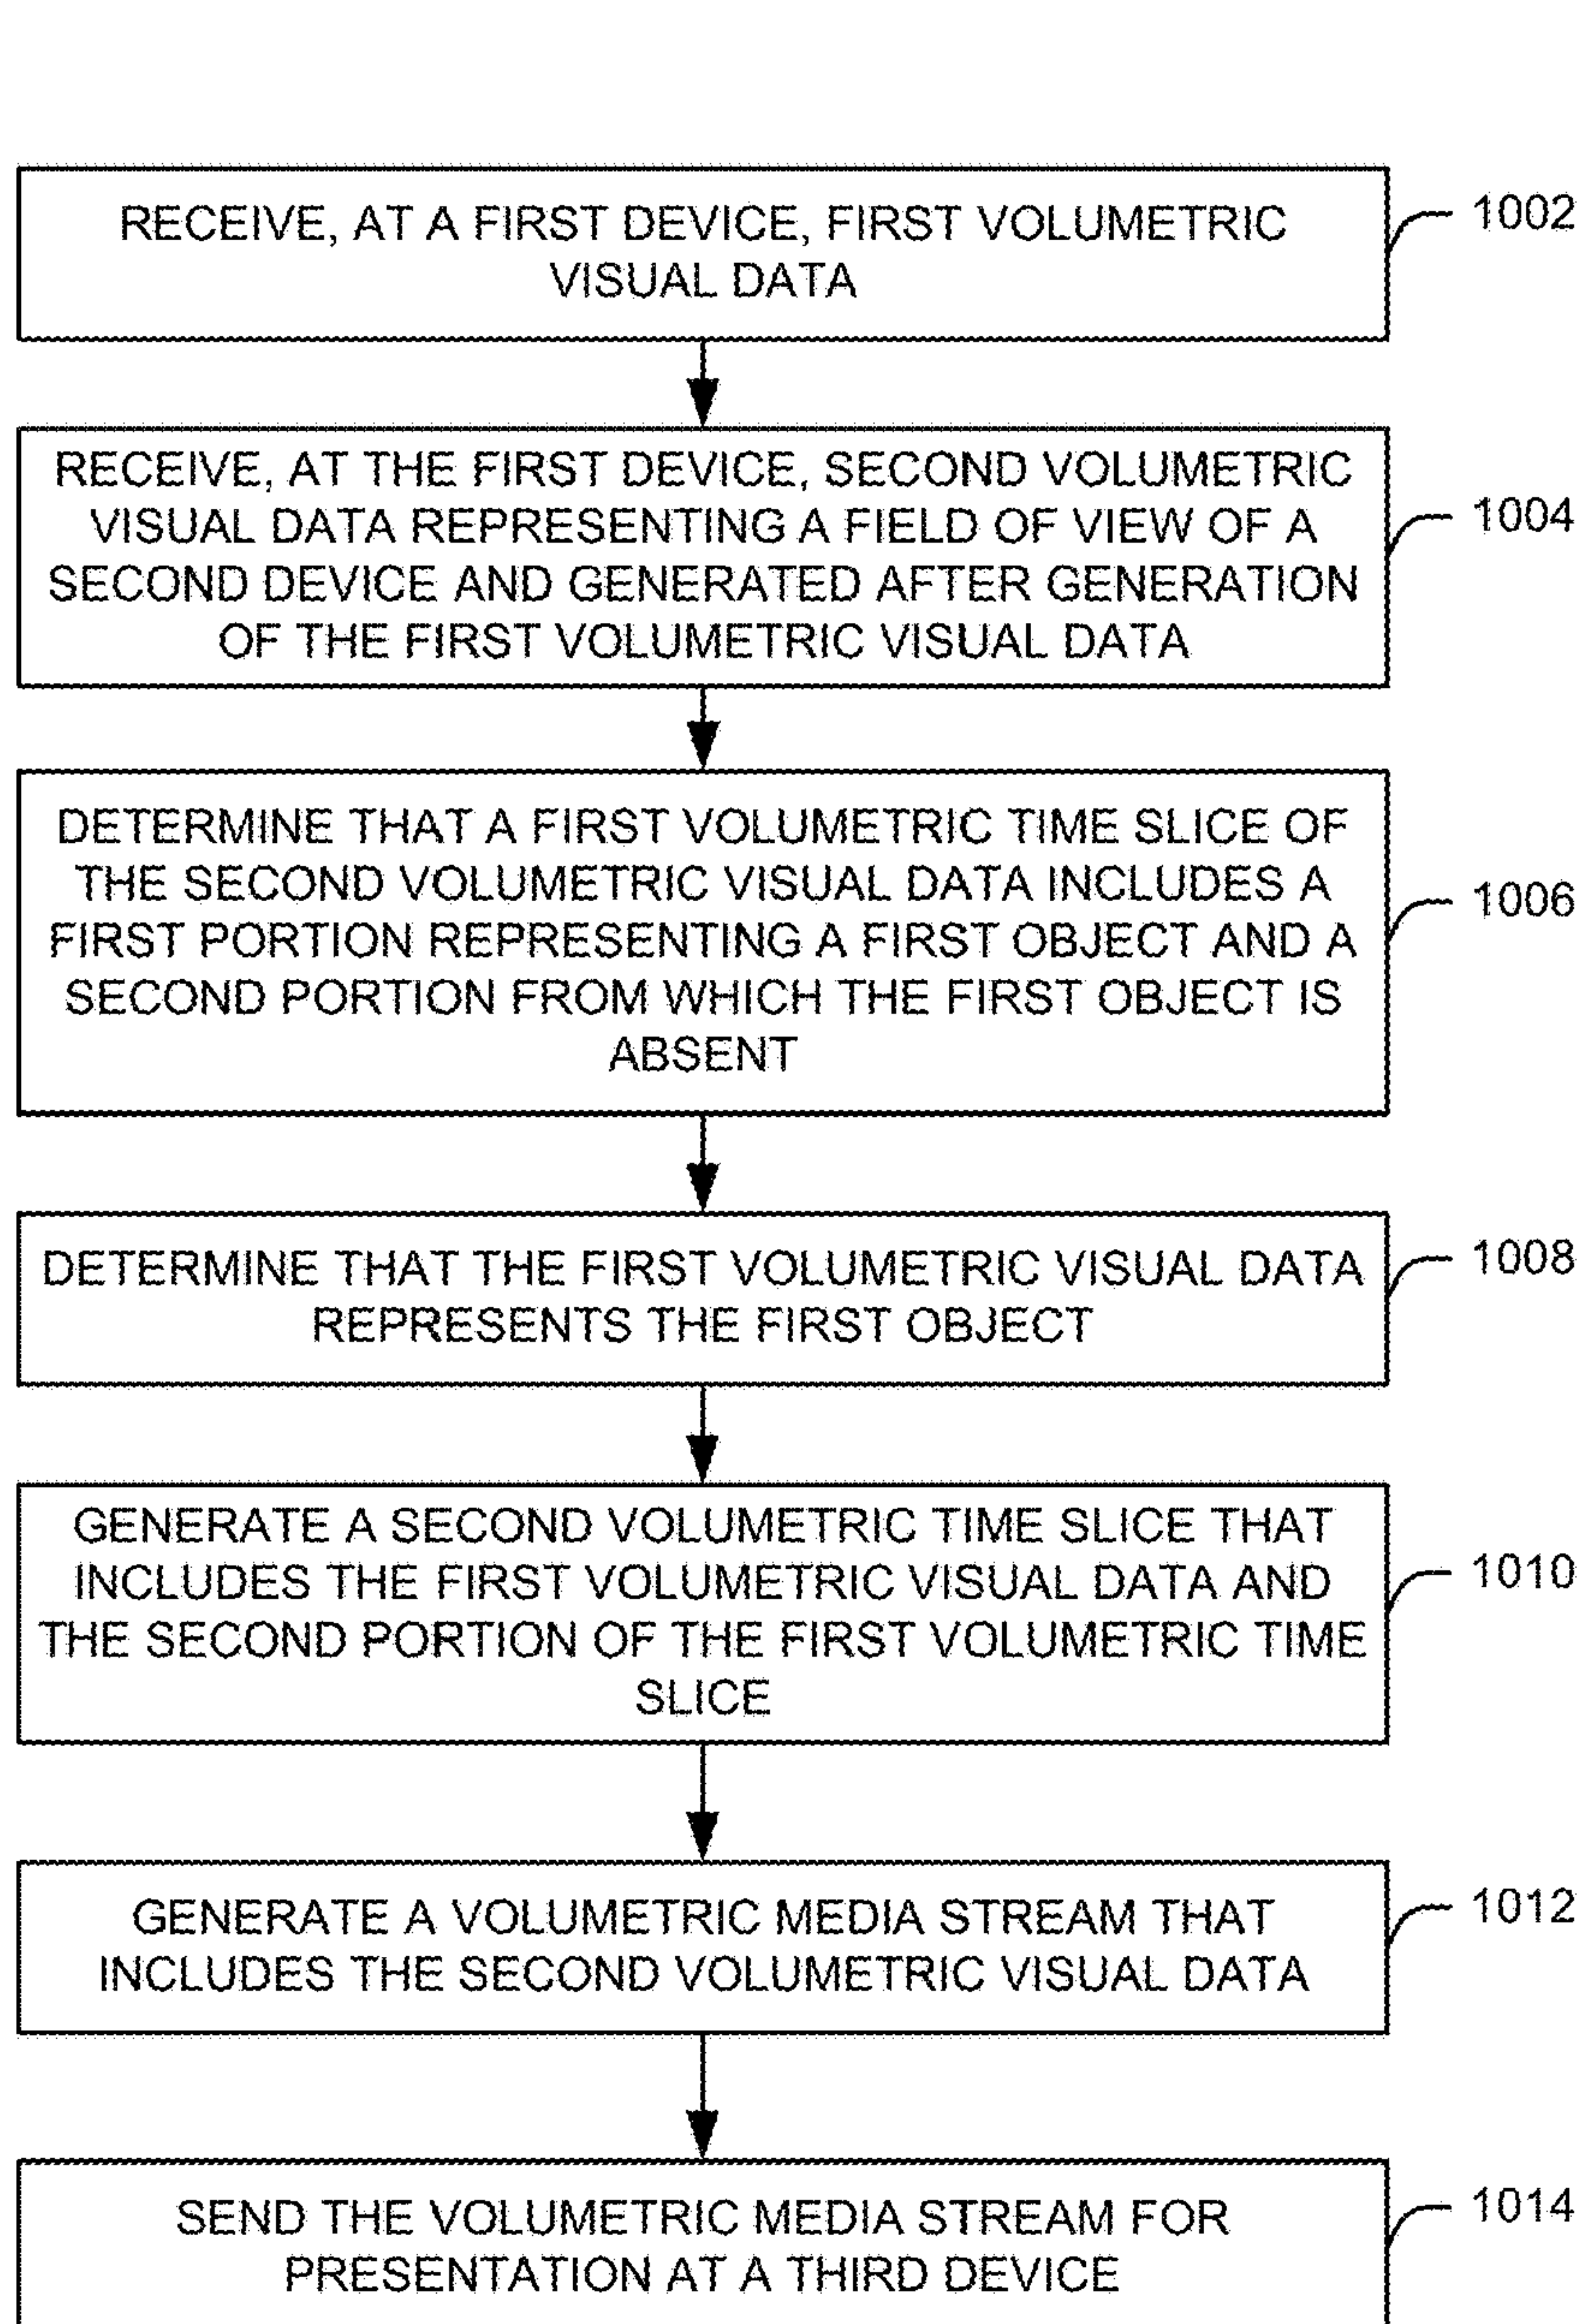 RECEIVE, AT A FIRST DEVICE, FIRST VOLUMETRIC
VISUAL DATA
1002
RECEIVE, AT THE FIRST DEVICE, SECOND VOLUMETRIC
VISUAL DATA REPRESENTING A FIELD OF VIEW OF A
SECOND DEVICE AND GENERATED AFTER GENERATION
OF THE FIRST VOLUMETRIC VISUAL DATA
1004
DETERMINE THAT A FIRST VOLUMETRIC TIME SLICE OF
THE SECOND VOLUMETRIC VISUAL DATA INCLUDES A
FIRST PORTION REPRESENTING A FIRST OBJECT AND A
SECOND PORTION FROM WHICH THE FIRST OBJECT IS
ABSENT
1006
DETERMINE THAT THE FIRST VOLUMETRIC VISUAL DATA
REPRESENTS THE FIRST OBJECT
1008
GENERATE A SECOND VOLUMETRIC TIME SLICE THAT
INCLUDES THE FIRST VOLUMETRIC VISUAL DATA AND
THE SECOND PORTION OF THE FIRST VOLUMETRIC TIME
SLICE
1010
GENERATE A VOLUMETRIC MEDIA STREAM THAT
INCLUDES THE SECOND VOLUMETRIC VISUAL DATA
1012
SEND THE VOLUMETRIC MEDIA STREAM FOR
PRESENTATION AT A THIRD DEVICE
1014